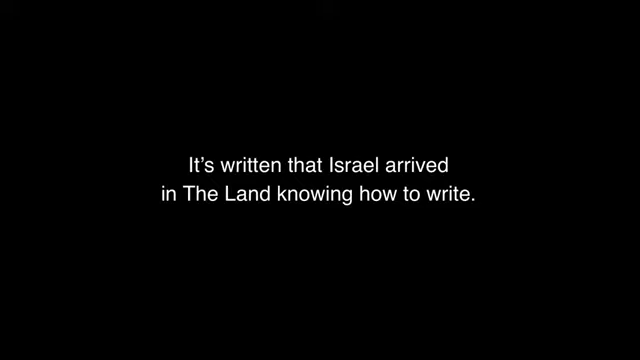 It’s written that Israel arrived
in The Land knowing how to write.